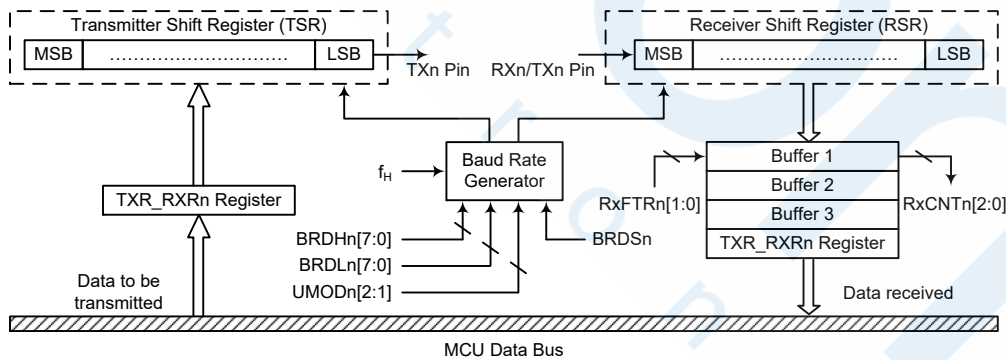 Transmitter Shift Register (TSR)
MSB
..............................
LSB
TXn Pin
Receiver Shift Register (RSR)
RXn/TXn Pin
MSB
..............................
LSB
Baud Rate
Generator
fH
BRDHn[7:0]
BRDLn[7:0]
UMODn[2:1]
BRDSn
TXR_RXRn Register
Data to be
transmitted
Buffer 1
Buffer 2
Buffer 3
TXR_RXRn Register
RxFTRn[1:0]
RxCNTn[2:0]
Data received
MCU Data Bus
t r o n